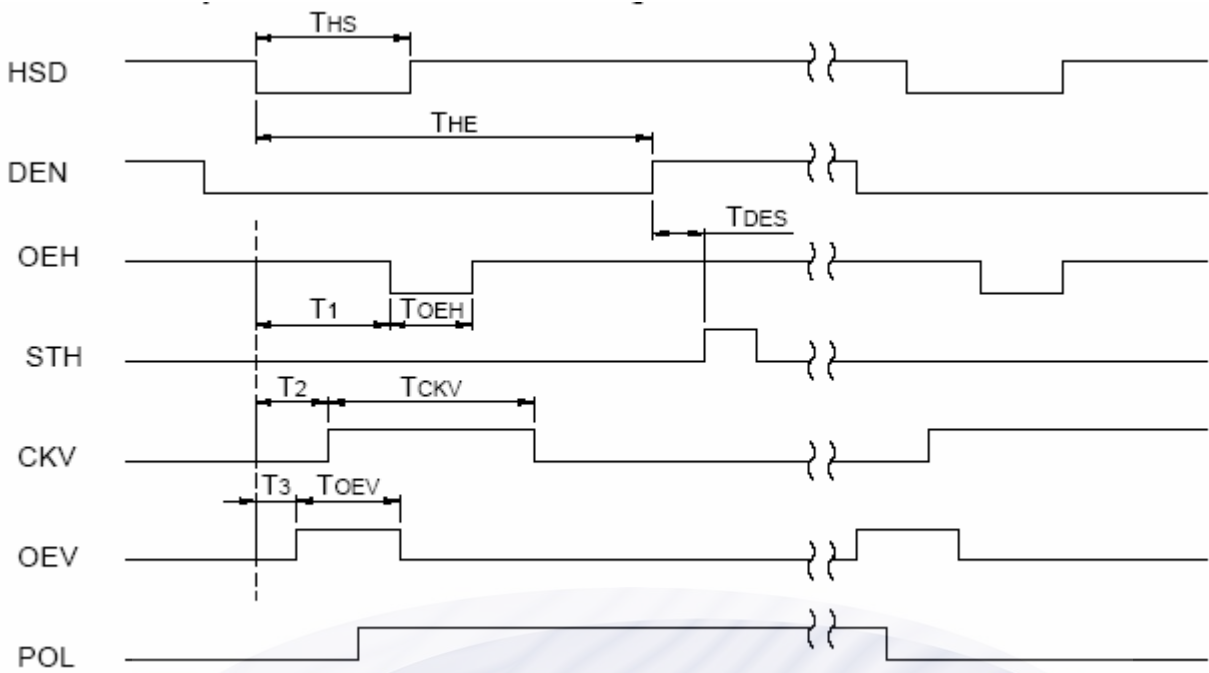 THS
HSD
THE
DEN
TDES
OEH
T1 TOEH
STH
T2 TCKV
CKV
T3 TOEV
OEV
POL